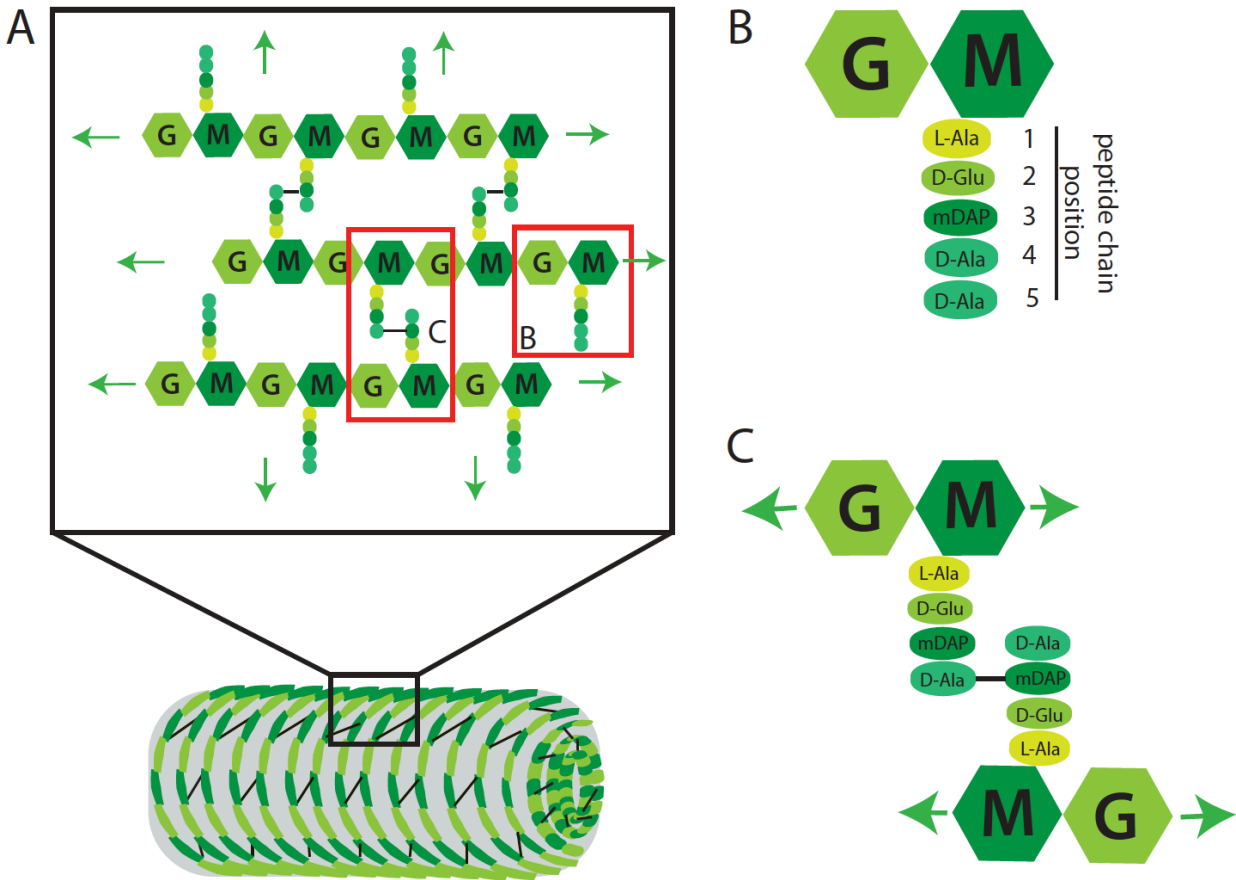 A
B
G M
L-Ala 1
D-Glu 2
mDAP 3
D-Ala 4
D-Ala 5
peptide chain
position
G M G M G M G M
G M G M G M G M
C
B
G M G M G M G M
C
G M
L-Ala
D-Glu
mDAP D-Ala
D-Ala mDAP
D-Glu
L-Ala
M G